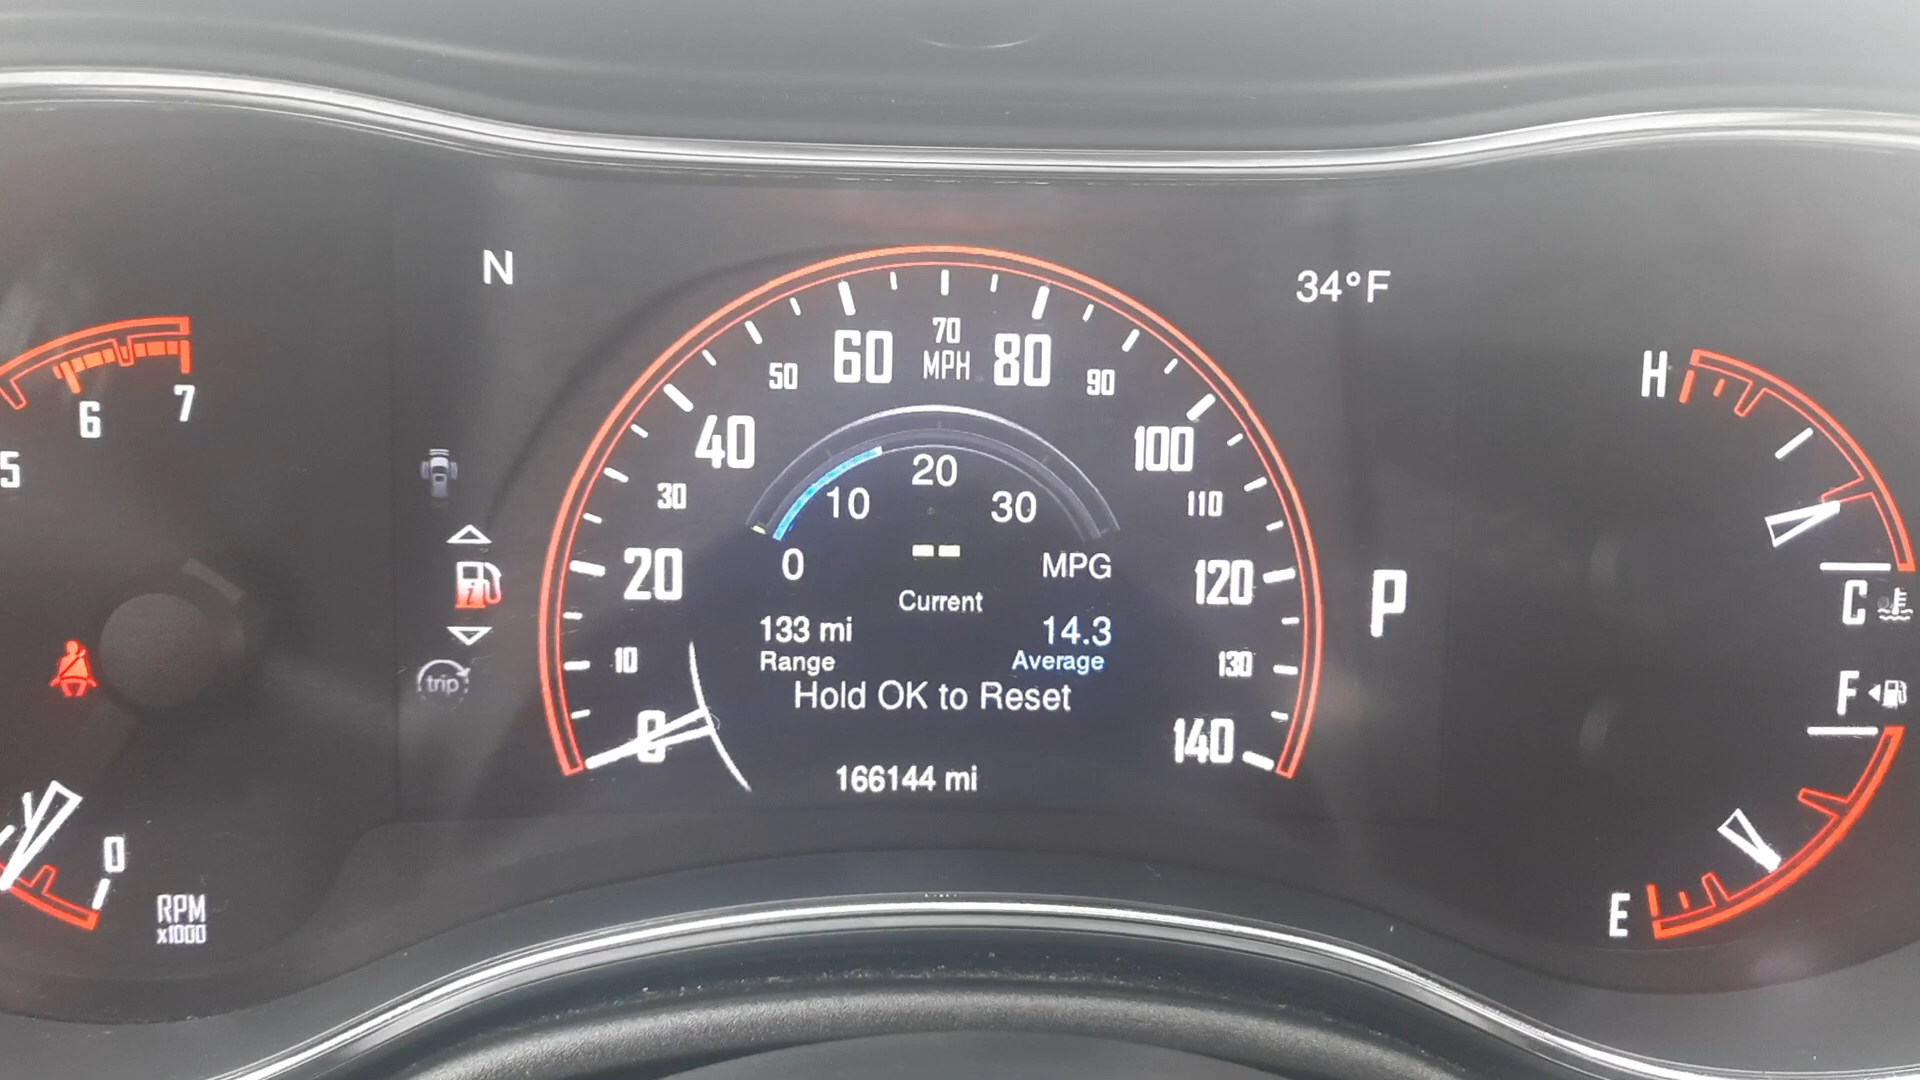 N
34°F
5
6
7
0
RPM
x1000
trip
0
10
20
30
40
50
60
70
MPH
80
90
100
110
120
130
140
0
10
20
30
MPG
--
Current
133 mi
Range
14.3
Average
Hold OK to Reset
166144 mi
P
H
C
F
E